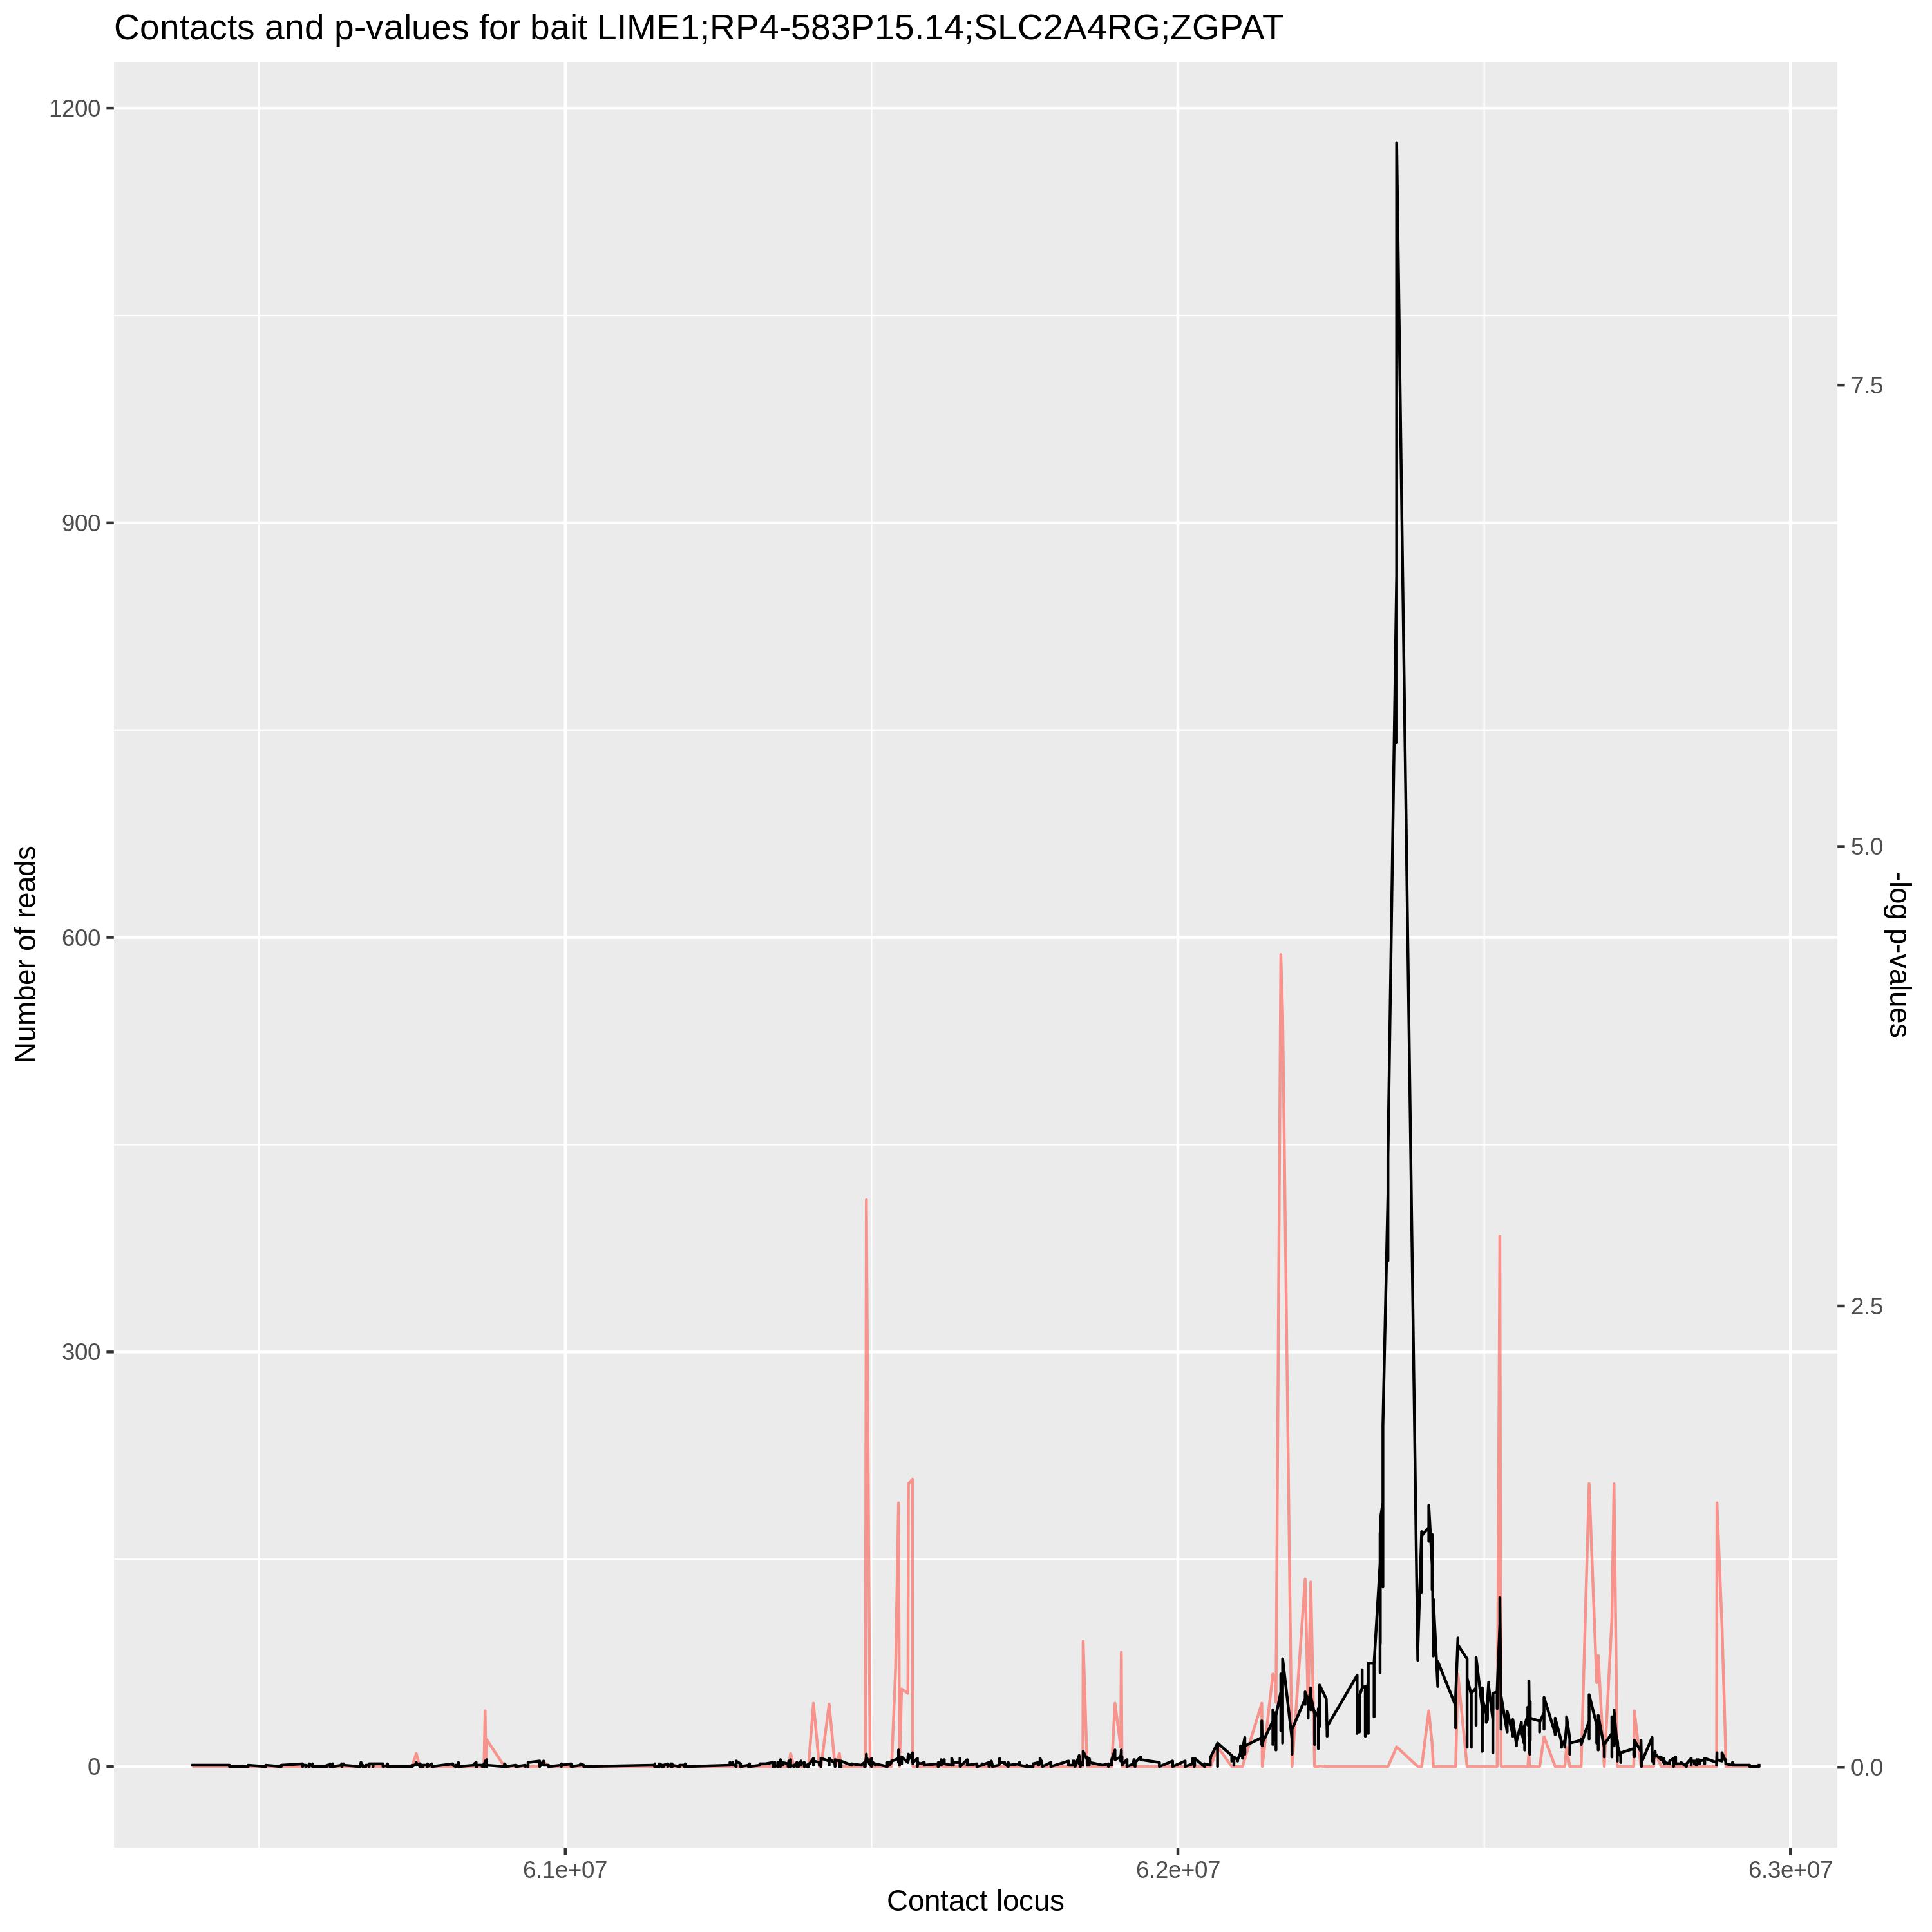 Contacts and p-values for bait LIME1;RP4-583P15.14;SLC2A4RG;ZGPAT
1200
900
600
300
0
Number of reads
7.5
5.0
2.5
0.0
-log p-values
6.1e+07
6.2e+07
6.3e+07
Contact locus